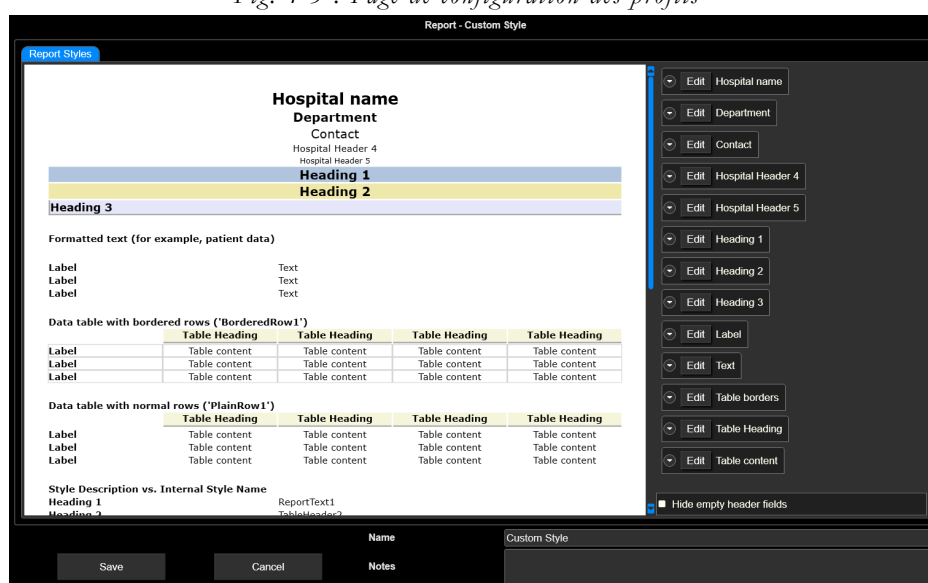 Fig. 4-9 : Page de configuration des profils
Report - Custom Style
Report Styles
Hospital name
Department
Contact
Hospital Header 4
Hospital Header 5
Heading 1
Heading 2
Heading 3
Formatted text (for example, patient data)
Label Text
Label Text
Label Text
Data table with bordered rows ('BorderedRow1')
Table Heading Table Heading Table Heading Table Heading
Label Table content Table content Table content Table content
Label Table content Table content Table content Table content
Label Table content Table content Table content Table content
Data table with normal rows ('PlainRow1')
Table Heading Table Heading Table Heading Table Heading
Label Table content Table content Table content Table content
Label Table content Table content Table content Table content
Label Table content Table content Table content Table content
Style Description vs. Internal Style Name
Heading 1 ReportText1
Heading 2 TableHeader2
Edit Hospital name
Edit Department
Edit Contact
Edit Hospital Header 4
Edit Hospital Header 5
Edit Heading 1
Edit Heading 2
Edit Heading 3
Edit Label
Edit Text
Edit Table borders
Edit Table Heading
Edit Table content
Hide empty header fields
Name Custom Style
Save Cancel Notes